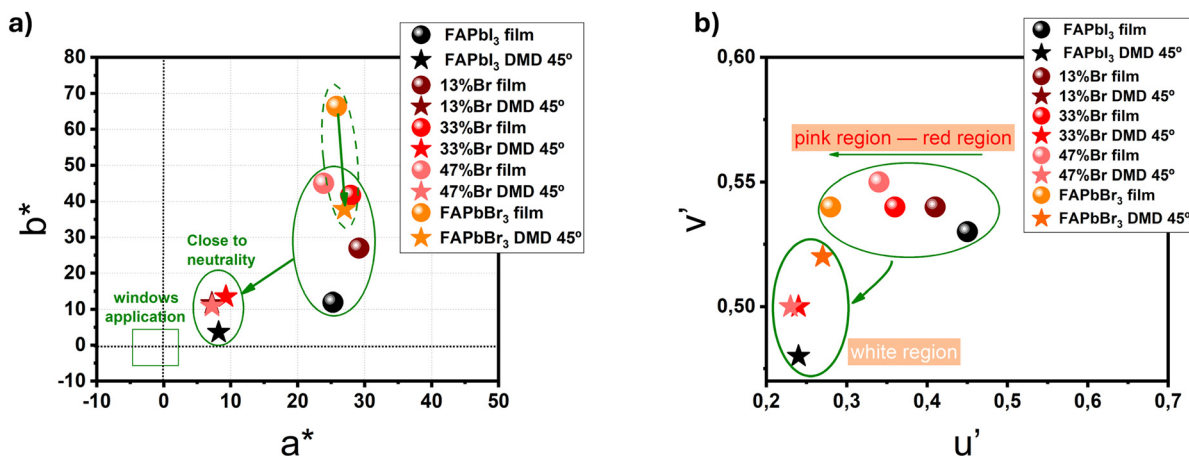 a)
80
70
60
50
40
30
20
10
0
-10
-10
0
10
20
30
40
50
b*
a*
Close to
neutrality
windows
application
FAPbI₃ film
FAPbI₃ DMD 45º
13%Br film
13%Br DMD 45º
33%Br film
33%Br DMD 45º
47%Br film
47%Br DMD 45º
FAPbBr₃ film
FAPbBr₃ DMD 45º
b)
0,60
0,55
0,50
0,2
0,3
0,4
0,5
0,6
0,7
v’
u’
pink region — red region
white region
FAPbI₃ film
FAPbI₃ DMD 45º
13%Br film
13%Br DMD 45º
33%Br film
33%Br DMD 45º
47%Br film
47%Br DMD 45º
FAPbBr₃ film
FAPbBr₃ DMD 45º